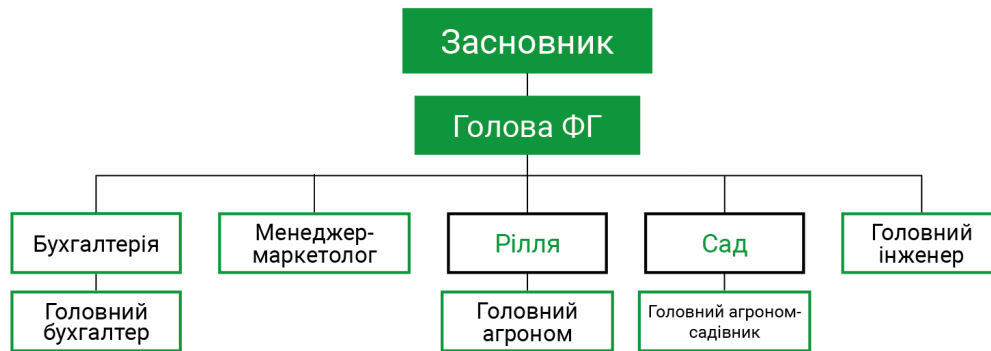 Засновник
Голова ФГ
Бухгалтерія
Менеджер-
маркетолог
Рілля
Сад
Головний
інженер
Головний
бухгалтер
Головний
агроном
Головний агроном-
садівник